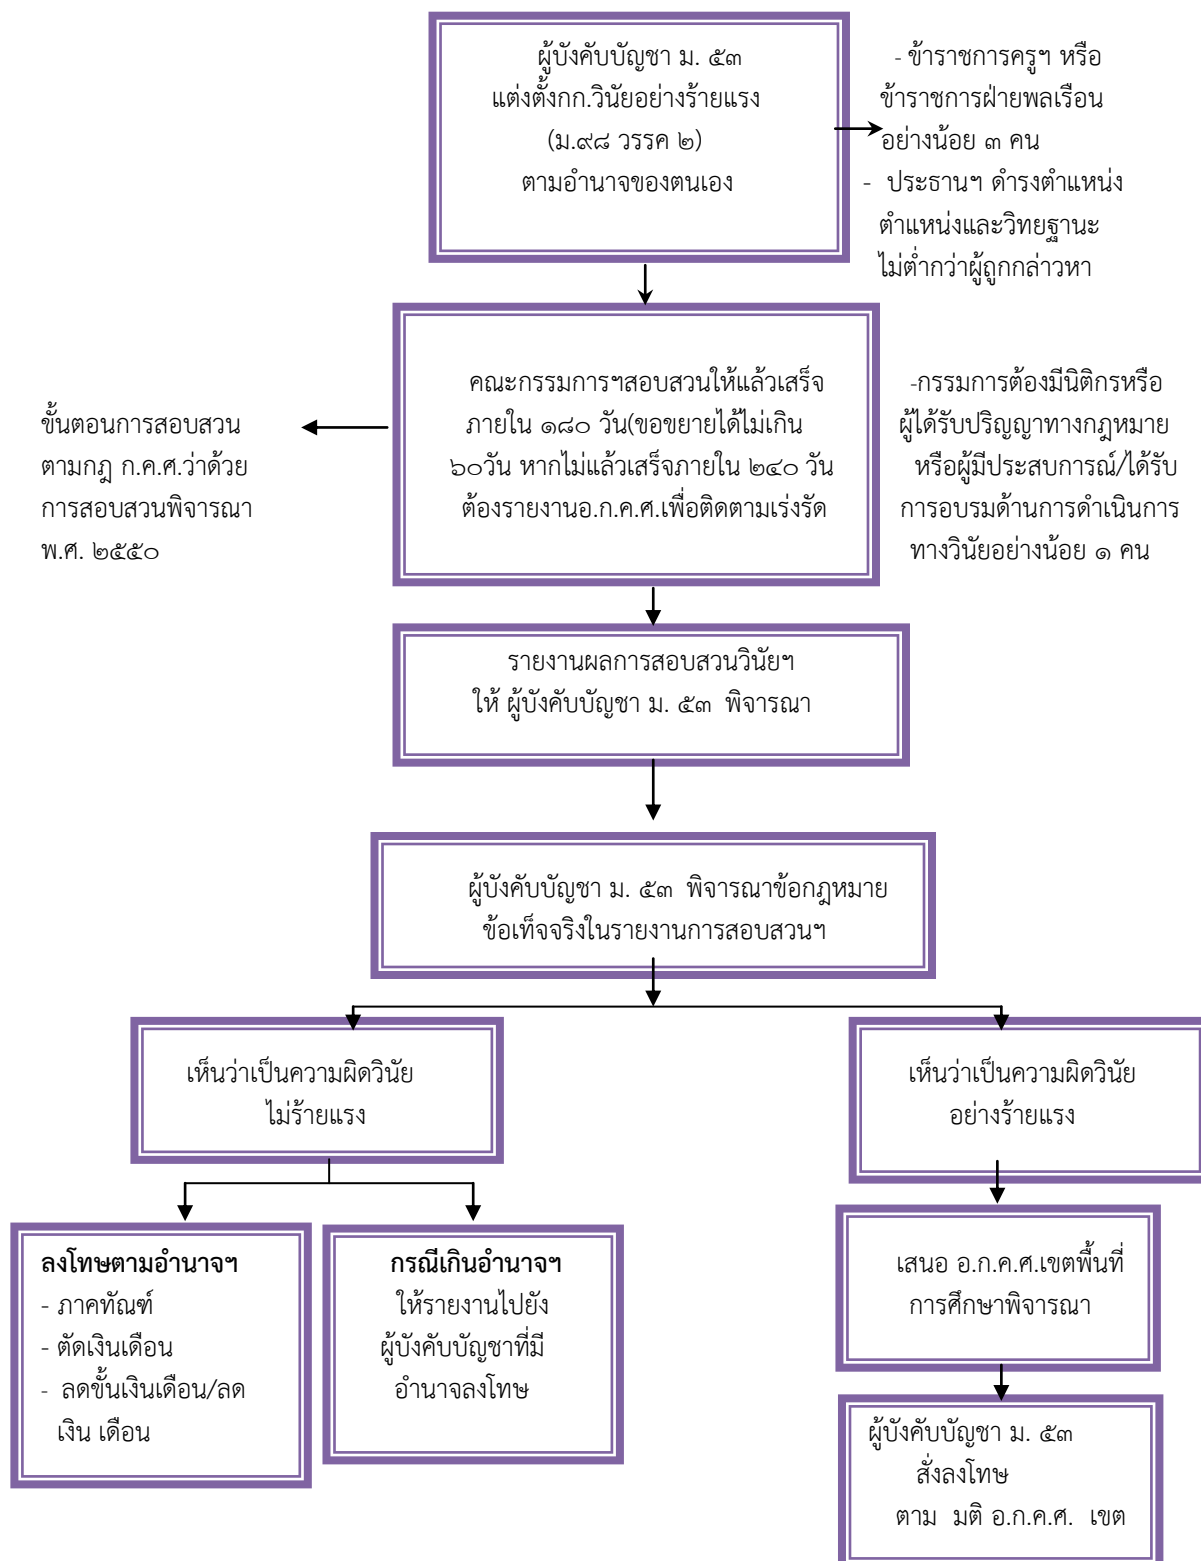 ผู้บังคับบัญชา ม. ๕๓
แต่งตั้งกก.วินัยอย่างร้ายแรง
(ม.๙๘ วรรค ๒)
ตามอำนาจของตนเอง
- ข้าราชการครูฯ หรือ
ข้าราชการฝ่ายพลเรือน
อย่างน้อย ๓ คน
- ประธานฯ ดำรงตำแหน่ง
ตำแหน่งและวิทยฐานะ
ไม่ต่ำกว่าผู้ถูกกล่าวหา
ขั้นตอนการสอบสวน
ตามกฎ ก.ค.ศ.ว่าด้วย
การสอบสวนพิจารณา
พ.ศ. ๒๕๕๐
คณะกรรมการฯสอบสวนให้แล้วเสร็จ
ภายใน ๑๘๐ วัน(ขอขยายได้ไม่เกิน
๖๐วัน หากไม่แล้วเสร็จภายใน ๒๔๐ วัน
ต้องรายงานอ.ก.ค.ศ.เพื่อติดตามเร่งรัด
-กรรมการต้องมีนิติกรหรือ
ผู้ได้รับปริญญาทางกฎหมาย
หรือผู้มีประสบการณ์/ได้รับ
การอบรมด้านการดำเนินการ
ทางวินัยอย่างน้อย ๑ คน
รายงานผลการสอบสวนวินัยฯ
ให้ ผู้บังคับบัญชา ม. ๕๓ พิจารณา
ผู้บังคับบัญชา ม. ๕๓ พิจารณาข้อกฎหมาย
ข้อเท็จจริงในรายงานการสอบสวนฯ
เห็นว่าเป็นความผิดวินัย
ไม่ร้ายแรง
เห็นว่าเป็นความผิดวินัย
อย่างร้ายแรง
ลงโทษตามอำนาจฯ
- ภาคทัณฑ์
- ตัดเงินเดือน
- ลดขั้นเงินเดือน/ลด
เงิน เดือน
กรณีเกินอำนาจฯ
ให้รายงานไปยัง
ผู้บังคับบัญชาที่มี
อำนาจลงโทษ
เสนอ อ.ก.ค.ศ.เขตพื้นที่
การศึกษาพิจารณา
ผู้บังคับบัญชา ม. ๕๓
สั่งลงโทษ
ตาม มติ อ.ก.ค.ศ. เขต